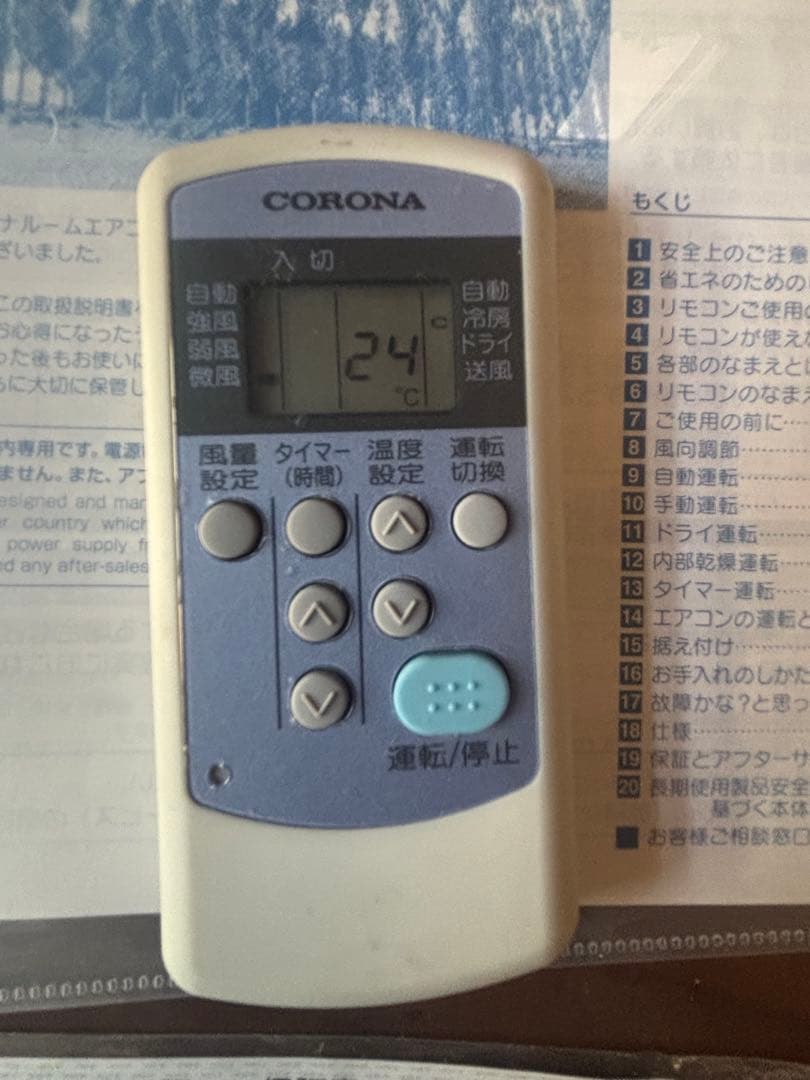 CORONA
入 切
自動
強風
弱風
微風
24
℃
自動
冷房
ドライ
送風
風量
設定
タイマー
(時間)
温度
設定
運転
切換
運転/停止
ナルームエアコ
ざいました。
この取扱説明書
お心得になった
った後もお使いに
らに大切に保管し
内専用です。電源
ません。また、アフ
esigned and mar
er country which
power supply f
ed any after-sales
もくじ
1 安全上のご注意
2 省エネのための
3 リモコンご使用の
4 リモコンが使えな
5 各部のなまえと
6 リモコンのなまえ
7 ご使用の前に
8 風向調節
9 自動運転
10 手動運転
11 ドライ運転
12 内部乾燥運転
13 タイマー運転
14 エアコンの運転と
15 据え付け
16 お手入れのしかた
17 故障かな?と思っ
18 仕様
19 保証とアフターサ
20 長期使用製品安全
基づく本体
■ お客様ご相談窓口